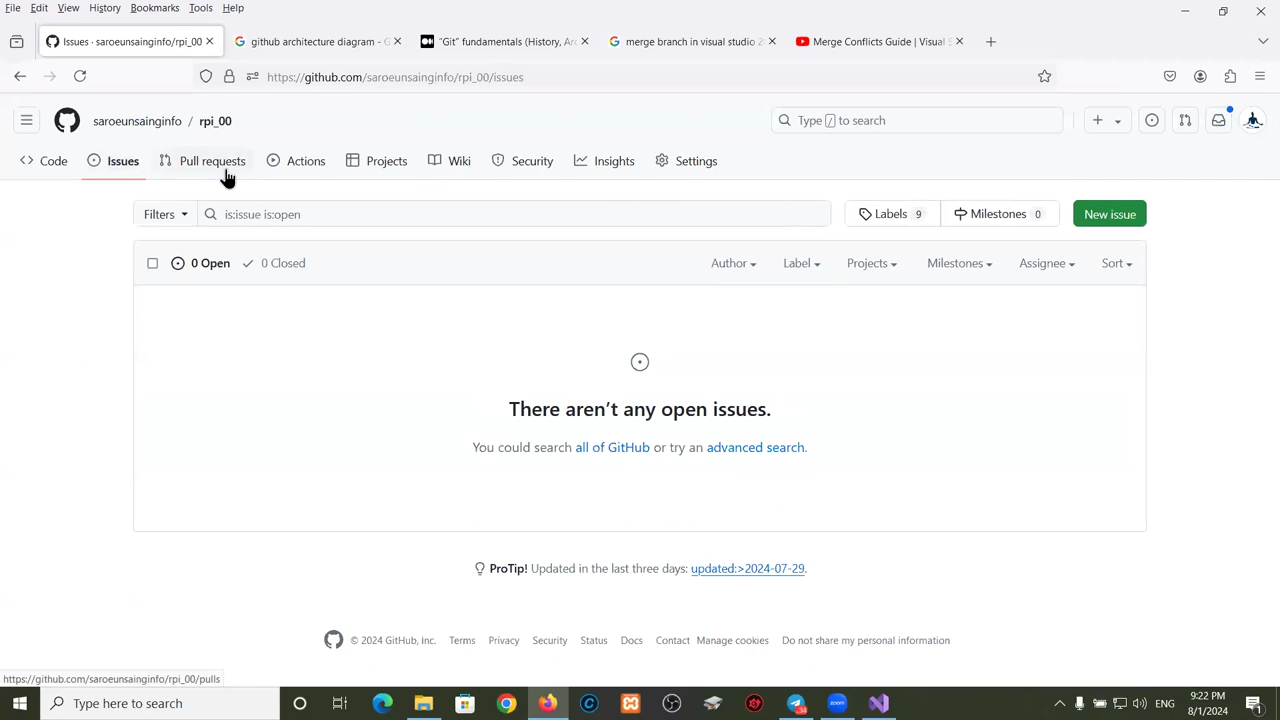 File Edit View History Bookmarks Tools Help
Issues · saroeunsainginfo/rpi_00
github architecture diagram - G
"Git" fundamentals (History, Ar
merge branch in visual studio 2
Merge Conflicts Guide | Visual S
https://github.com/saroeunsainginfo/rpi_00/issues
saroeunsainginfo / rpi_00
Type / to search
Code Issues Pull requests Actions Projects Wiki Security Insights Settings
Filters is:issue is:open Labels 9 Milestones 0 New issue
0 Open 0 Closed Author Label Projects Milestones Assignee Sort
There aren't any open issues.
You could search all of GitHub or try an advanced search.
ProTip! Updated in the last three days: updated:>2024-07-29.
© 2024 GitHub, Inc. Terms Privacy Security Status Docs Contact Manage cookies Do not share my personal information
https://github.com/saroeunsainginfo/rpi_00/pulls
Type here to search
34
zoom
ENG
9:22 PM
8/1/2024
1